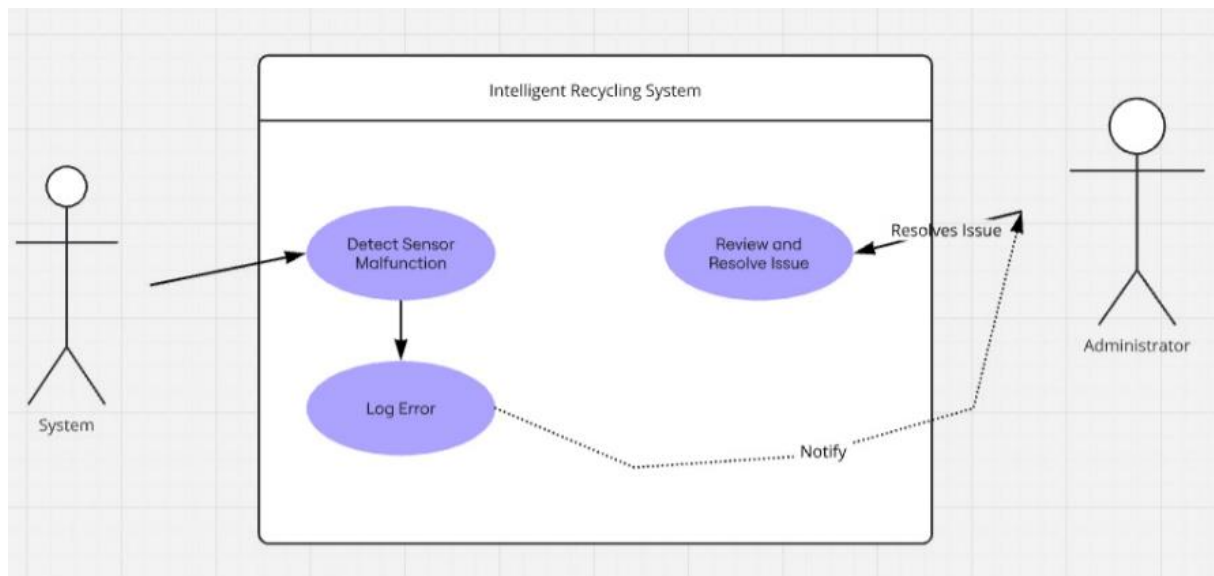 Intelligent Recycling System
Detect Sensor
Malfunction
Review and
Resolve Issue
Resolves Issue
Administrator
Log Error
System
Notify